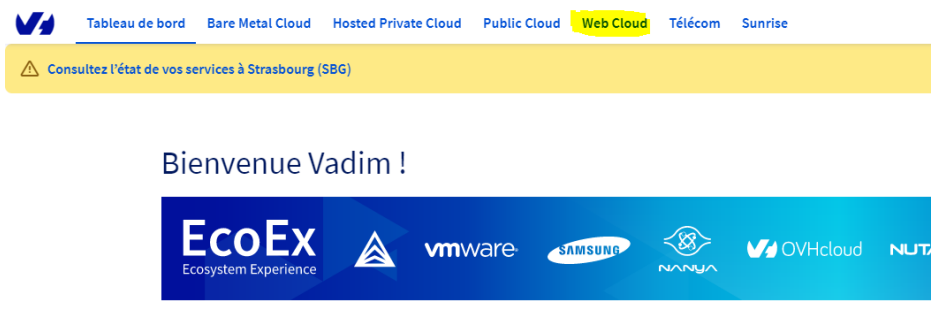 Tableau de bord Bare Metal Cloud Hosted Private Cloud Public Cloud Web Cloud Télécom Sunrise
Consultez l'état de vos services à Strasbourg (SBG)
Bienvenue Vadim !
EcoEx
Ecosystem Experience
vmware SAMSUNG NANYA OVHcloud NUTA